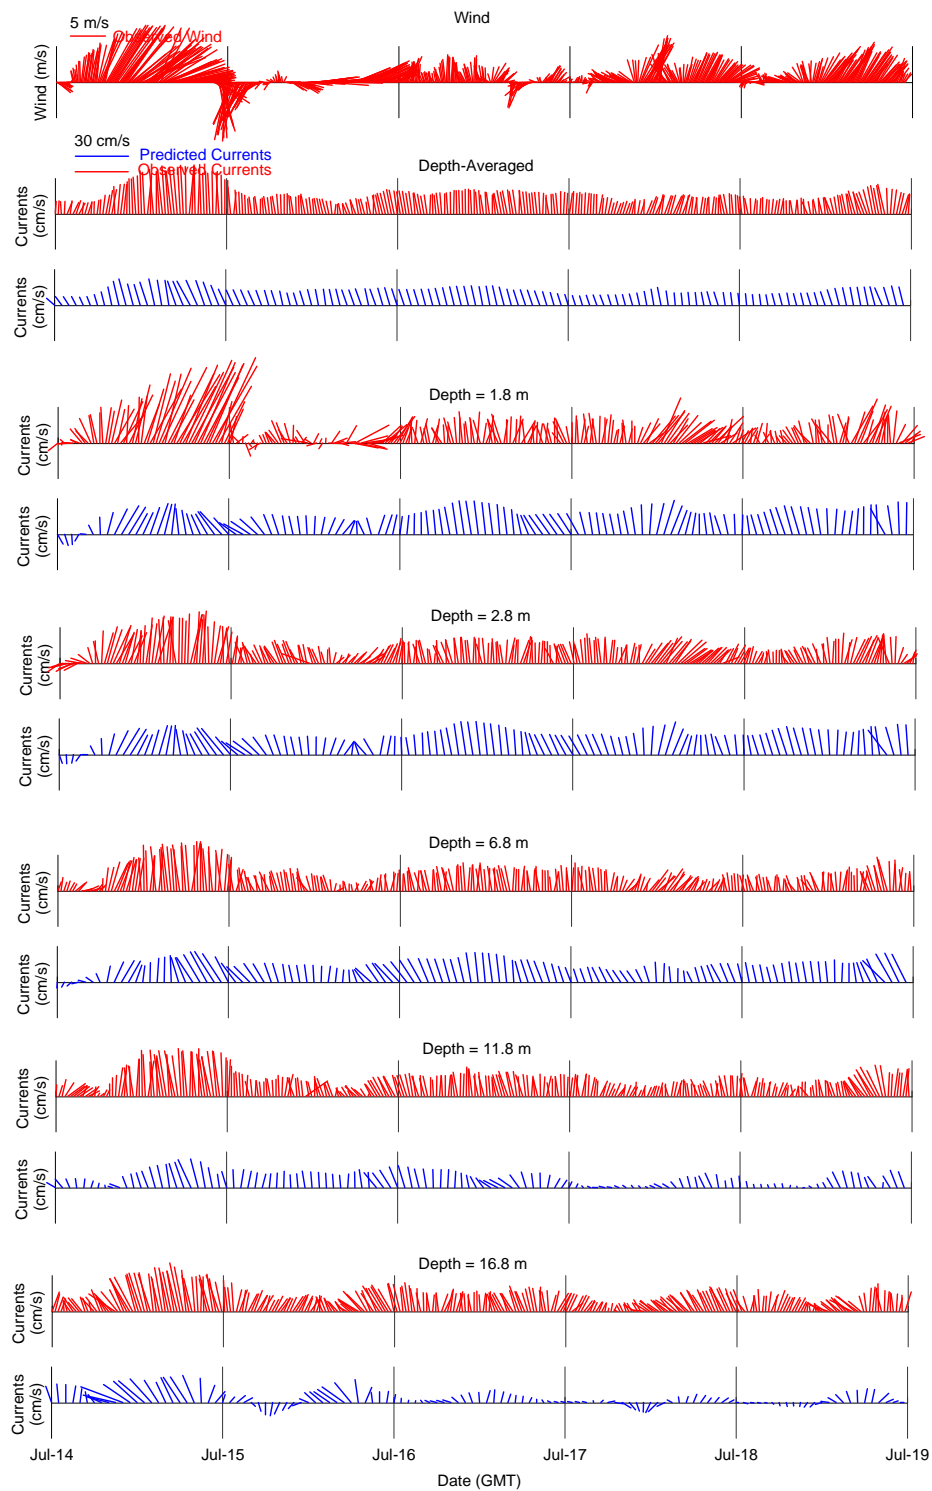 Wind
5 m/s
Observed Wind
Wind (m/s)
30 cm/s
Predicted Currents
Observed Currents
Depth-Averaged
Currents
(cm/s)
Currents
(cm/s)
Depth = 1.8 m
Currents
(cm/s)
Currents
(cm/s)
Depth = 2.8 m
Currents
(cm/s)
Currents
(cm/s)
Depth = 6.8 m
Currents
(cm/s)
Currents
(cm/s)
Depth = 11.8 m
Currents
(cm/s)
Currents
(cm/s)
Depth = 16.8 m
Currents
(cm/s)
Currents
(cm/s)
Jul-14 Jul-15 Jul-16 Jul-17 Jul-18 Jul-19
Date (GMT)